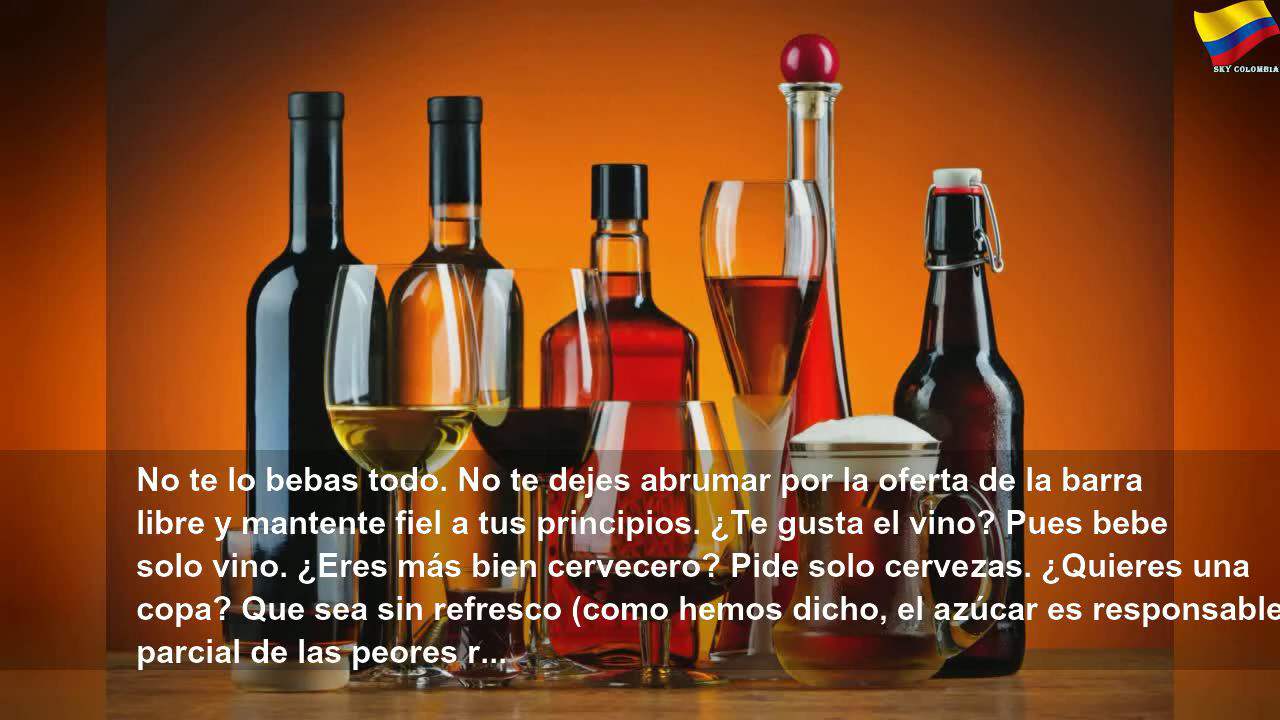 SKY COLOMBIA
No te lo bebas todo. No te dejes abrumar por la oferta de la barra
libre y mantente fiel a tus principios. ¿Te gusta el vino? Pues bebe
solo vino. ¿Eres más bien cervecero? Pide solo cervezas. ¿Quieres una
copa? Que sea sin refresco (como hemos dicho, el azúcar es responsable
parcial de las peores r...